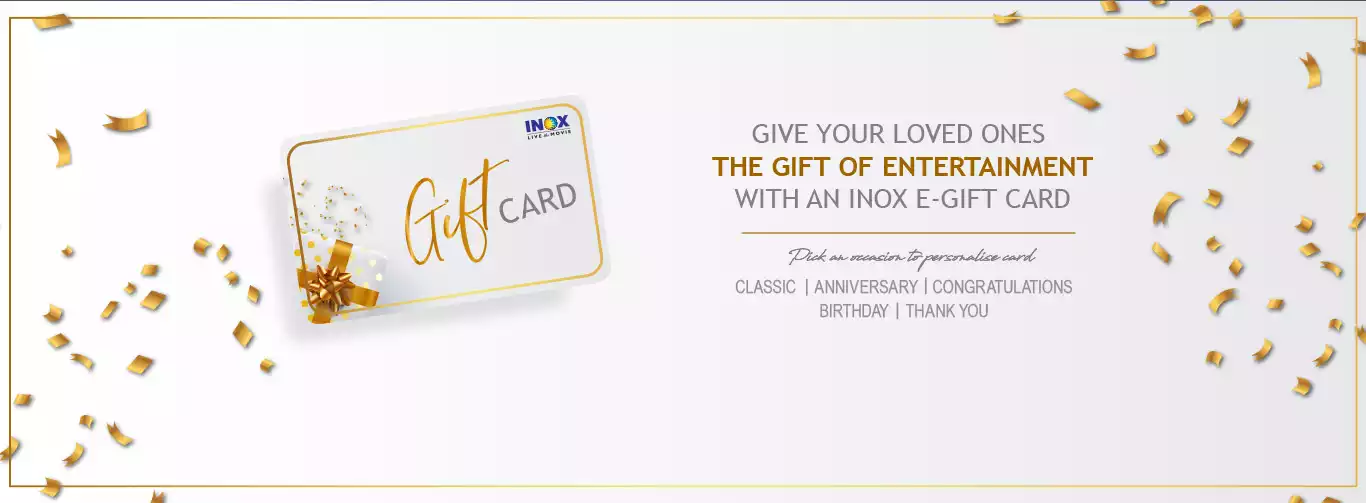 INOX
LIVE the MOVIE
Gift CARD
GIVE YOUR LOVED ONES
THE GIFT OF ENTERTAINMENT
WITH AN INOX E-GIFT CARD
Pick an occasion to personalise card
CLASSIC | ANNIVERSARY | CONGRATULATIONS
BIRTHDAY | THANK YOU